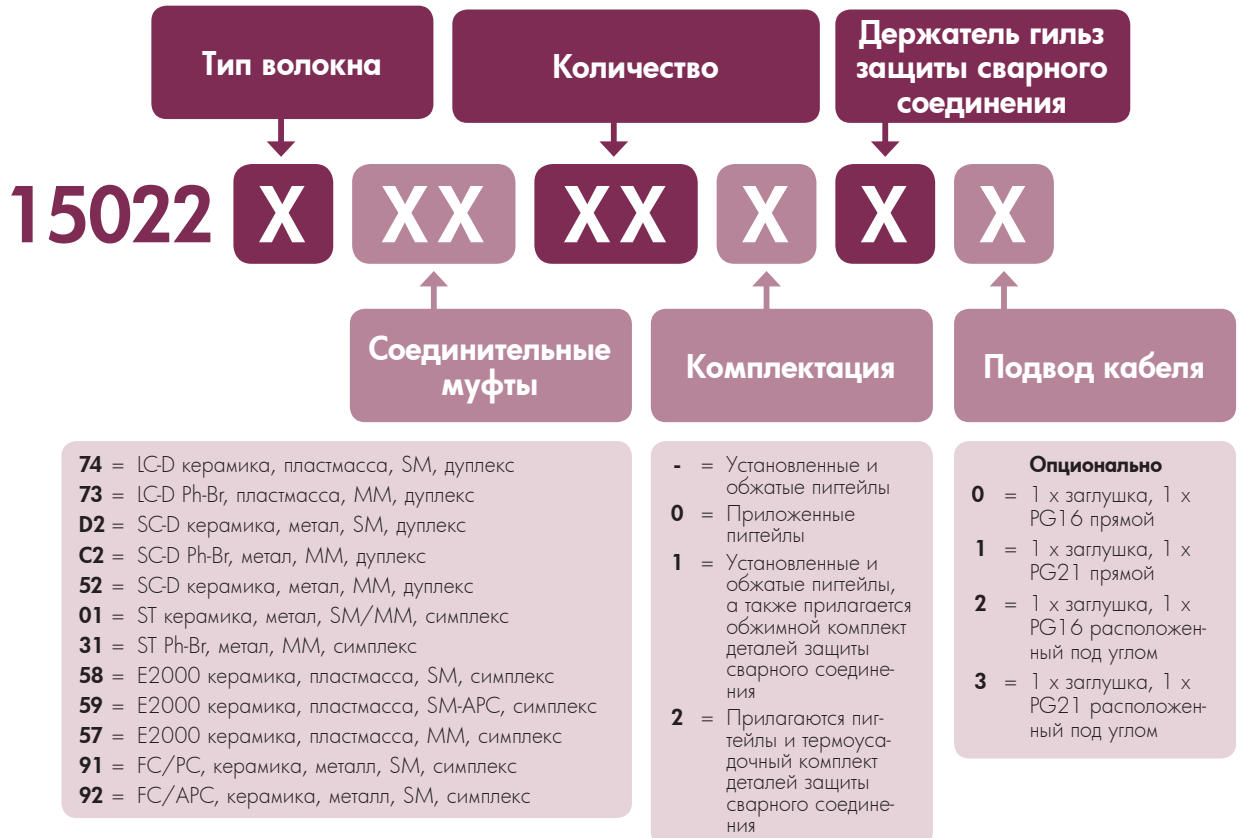 Тип волокна
Количество
Держатель гильз
защиты сварного
соединения
15022 X XX XX X X X
Соединительные
муфты
Комплектация
Подвод кабеля
74 = LC-D керамика, пластмасса, SM, дуплекс
73 = LC-D Ph-Br, пластмасса, MM, дуплекс
D2 = SC-D керамика, метал, SM, дуплекс
C2 = SC-D Ph-Br, метал, MM, дуплекс
52 = SC-D керамика, метал, MM, дуплекс
01 = ST керамика, метал, SM/MM, симплекс
31 = ST Ph-Br, метал, MM, симплекс
58 = E2000 керамика, пластмасса, SM, симплекс
59 = E2000 керамика, пластмасса, SM-APC, симплекс
57 = E2000 керамика, пластмасса, MM, симплекс
91 = FC/PC, керамика, металл, SM, симплекс
92 = FC/APC, керамика, металл, SM, симплекс
- = Установленные и
обжатые пигтейлы
0 = Приложенные
пигтейлы
1 = Установленные и
обжатые пигтейлы,
а также прилагается
обжимной комплект
деталей защиты
сварного соедине-
ния
2 = Прилагаются пиг-
тейлы и термоуса-
дочный комплект
деталей защиты
сварного соедине-
ния
Опционально
0 = 1 x заглушка, 1 x
PG16 прямой
1 = 1 x заглушка, 1 x
PG21 прямой
2 = 1 x заглушка, 1 x
PG16 расположен-
ный под углом
3 = 1 x заглушка, 1 x
PG21 расположен-
ный под углом